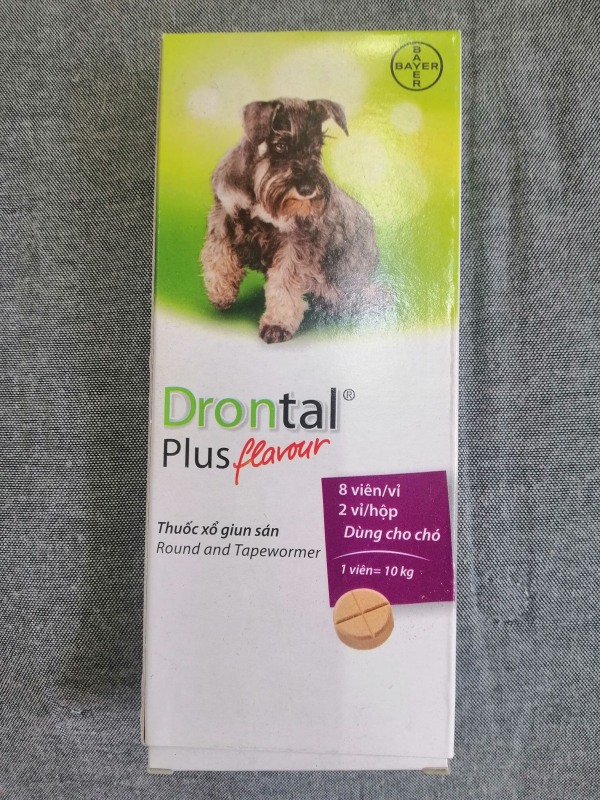 BAYER
BAYER
Drontal®
Plus flavour
8 viên/vỉ
2 vỉ/hộp
Dùng cho chó
1 viên= 10 kg
Thuốc xổ giun sán
Round and Tapewormer